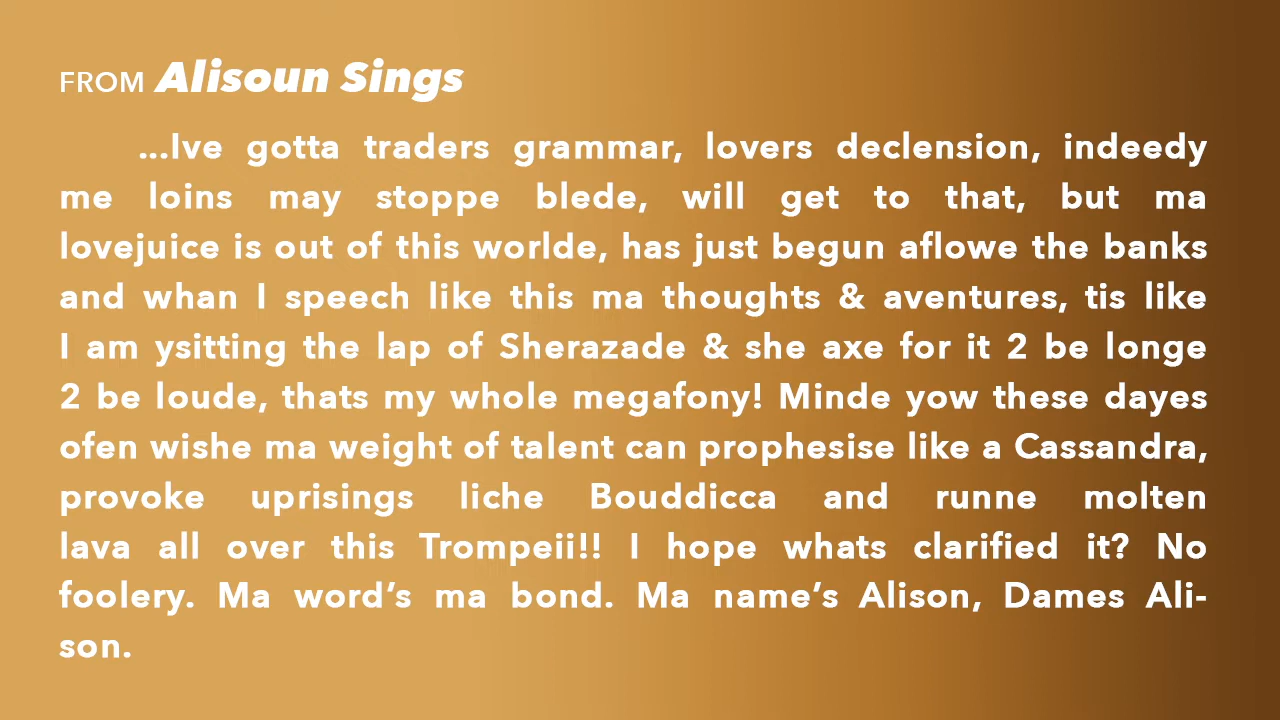 FROM Alisoun Sings
...Ive gotta traders grammar, lovers declension, indeedy
me loins may stoppe blede, will get to that, but ma
lovejuice is out of this worlde, has just begun aflowe the banks
and whan I speech like this ma thoughts & aventures, tis like
I am ysitting the lap of Sherazade & she axe for it 2 be longe
2 be loude, thats my whole megafony! Minde yow these dayes
ofen wishe ma weight of talent can prophesise like a Cassandra,
provoke uprisings liche Bouddicca and runne molten
lava all over this Trompeii!! I hope whats clarified it? No
foolery. Ma word’s ma bond. Ma name’s Alison, Dames Ali-
son.